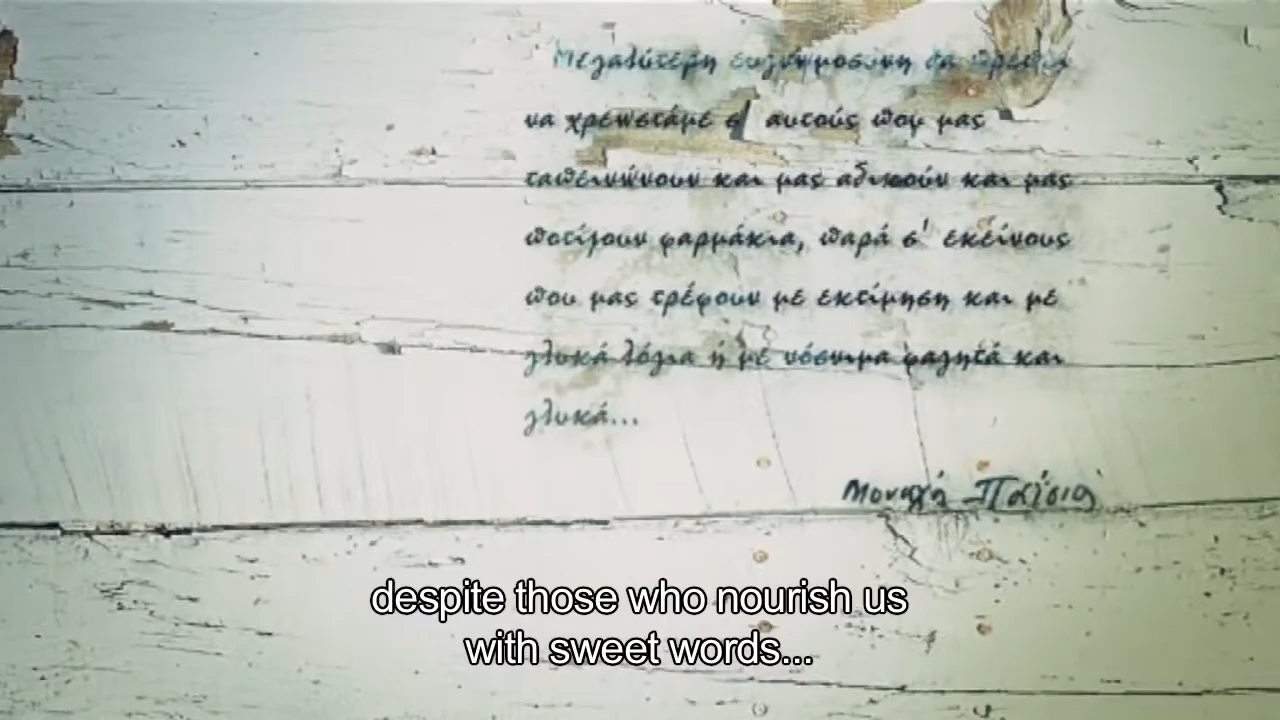 Μεγαλύτερη ευγνωμοσύνη θα πρέπει
να χρεωστάμε σ' αυτούς που μας
ταπεινώνουν και μας αδικούν και μας
ποτίζουν φαρμάκια, παρά σ' εκείνους
που μας τρέφουν με εκτίμηση και με
γλυκά λόγια ή με νόστιμα φαγητά και
γλυκά...
Μοναχό Παΐσιο
despite those who nourish us
with sweet words...